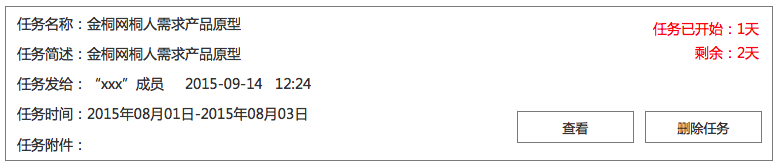 任务名称：金桐网桐人需求产品原型
任务已开始：1天
任务简述：金桐网桐人需求产品原型
剩余：2天
任务发给：“xxx”成员 2015-09-14 12:24
任务时间：2015年08月01日-2015年08月03日
查看 删除任务
任务附件：